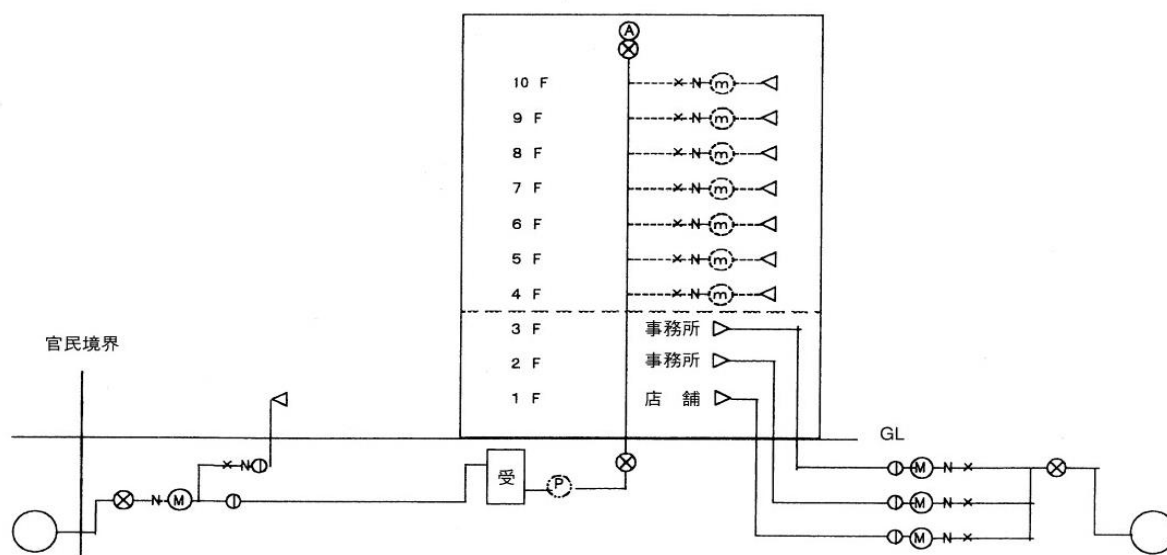 A
10 F N m
9 F N m
8 F N m
7 F N m
6 F N m
5 F N m
4 F N m
3 F 事務所
官民境界
2 F 事務所
1 F 店 舗
GL
N
受
M N
N M
P
M N
M N